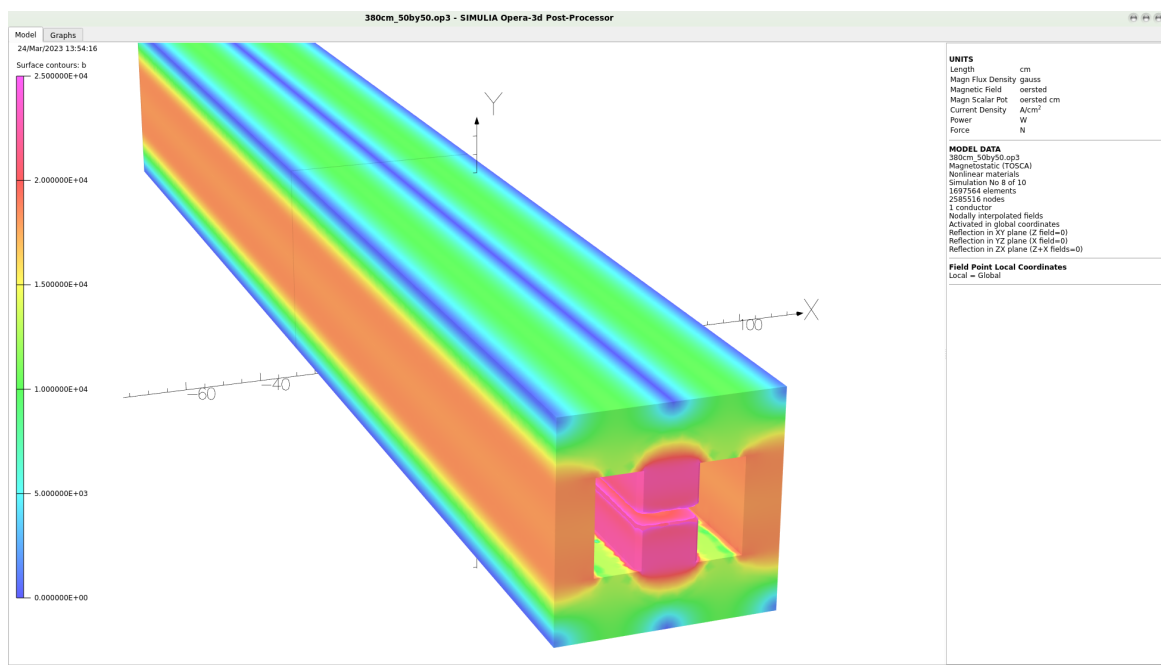 380cm_50by50.op3 - SIMULIA Opera-3d Post-Processor
Model Graphs
24/Mar/2023 13:54:16
Surface contours: b
2.500000E+04
2.000000E+04
1.500000E+04
1.000000E+04
5.000000E+03
0.000000E+00
Y
X
100
−40
−60
UNITS
Length cm
Magn Flux Density gauss
Magnetic Field oersted
Magn Scalar Pot oersted cm
Current Density A/cm²
Power W
Force N
MODEL DATA
380cm_50by50.op3
Magnetostatic (TOSCA)
Nonlinear materials
Simulation No 8 of 10
1697564 elements
2585516 nodes
1 conductor
Nodally interpolated fields
Activated in global coordinates
Reflection in XY plane (Z field=0)
Reflection in YZ plane (X field=0)
Reflection in ZX plane (Z+X fields=0)
Field Point Local Coordinates
Local = Global